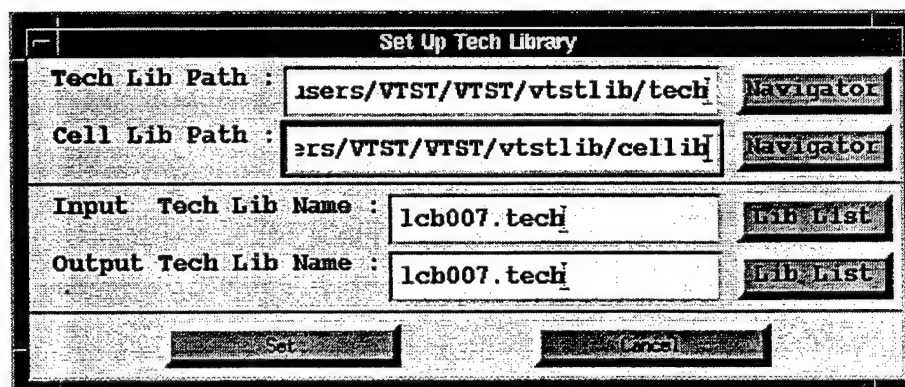 Set Up Tech Library
Tech Lib Path : users/VTST/VTST/vtstlib/tech Navigator
Cell Lib Path : ers/VTST/VTST/vtstlib/cellib Navigator
Input Tech Lib Name : lcb007.tech Lib List
Output Tech Lib Name : lcb007.tech Lib List
Set Cancel